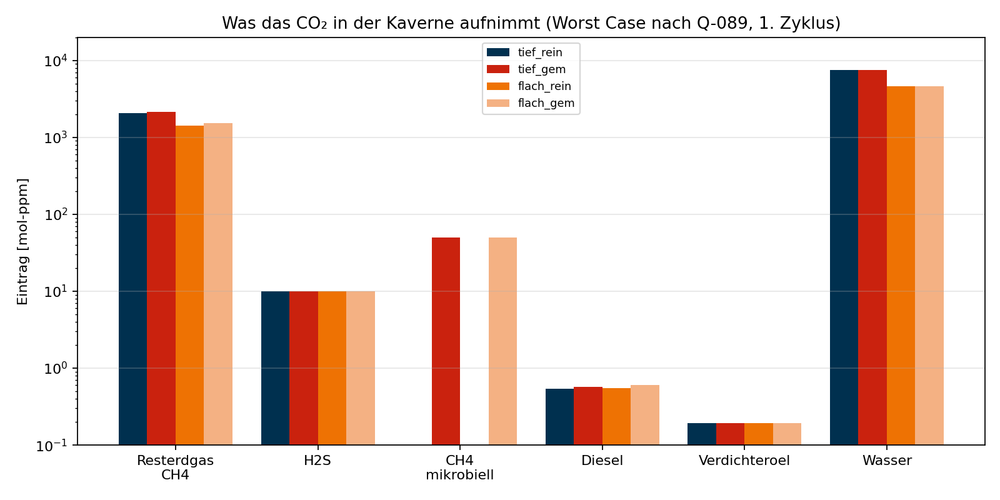 Was das CO₂ in der Kaverne aufnimmt (Worst Case nach Q-089, 1. Zyklus)
tief_rein
tief_gem
flach_rein
flach_gem
Eintrag [mol-ppm]
10⁴
10³
10²
10¹
10⁰
10⁻¹
Resterdgas
CH4
H2S
CH4
mikrobiell
Diesel
Verdichteroel
Wasser